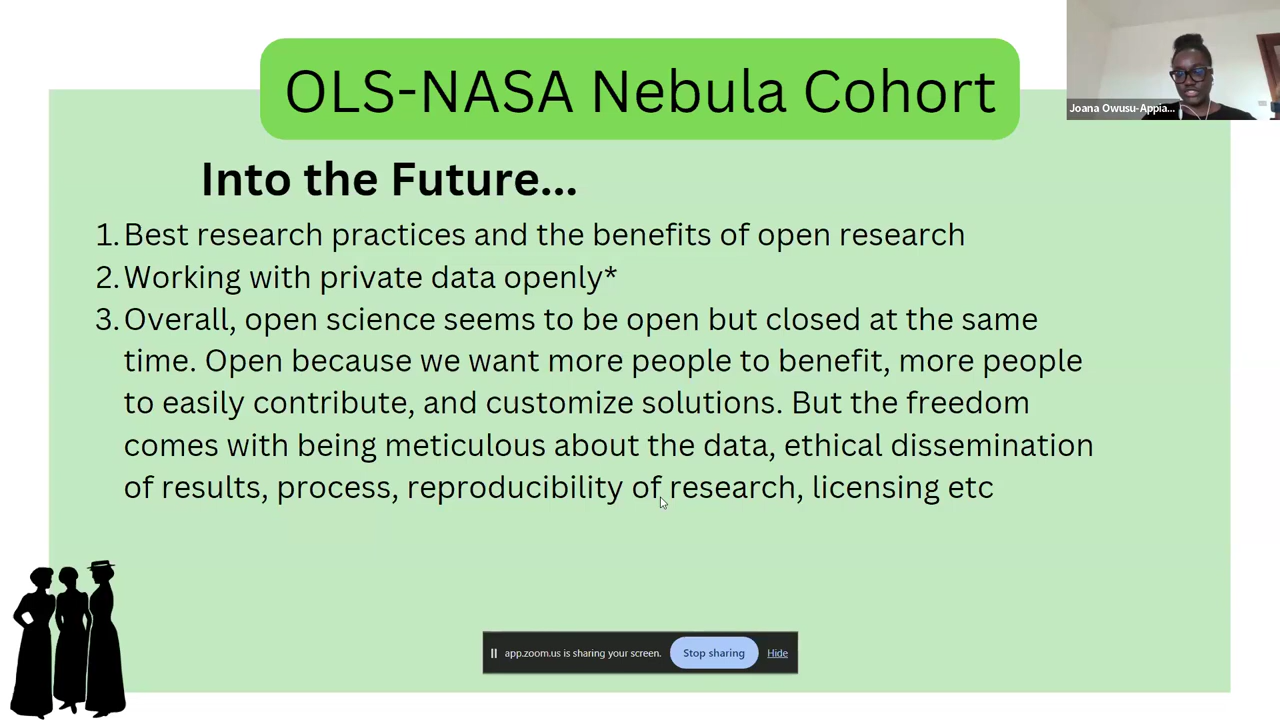 OLS-NASA Nebula Cohort
Joana Owusu-Appia...
Into the Future...
1. Best research practices and the benefits of open research
2. Working with private data openly*
3. Overall, open science seems to be open but closed at the same
time. Open because we want more people to benefit, more people
to easily contribute, and customize solutions. But the freedom
comes with being meticulous about the data, ethical dissemination
of results, process, reproducibility of research, licensing etc
app.zoom.us is sharing your screen. Stop sharing Hide